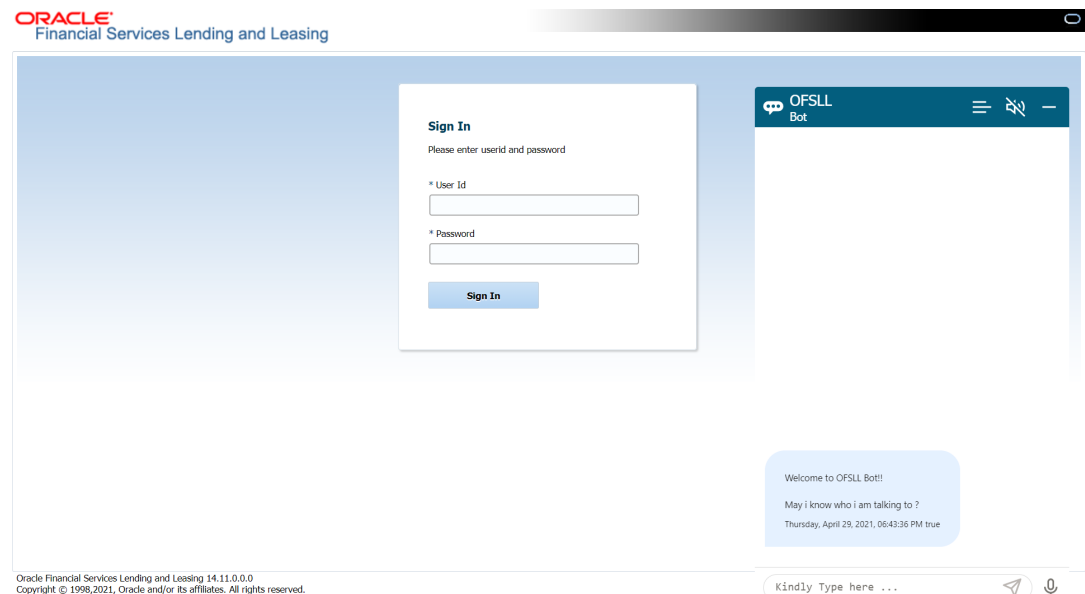 ORACLE
Financial Services Lending and Leasing
Sign In
Please enter userid and password
* User Id
* Password
Sign In
OFSLL
Bot
Welcome to OFSLL Bot!!
May i know who i am talking to ?
Thursday, April 29, 2021, 06:43:36 PM true
Kindly Type here ...
Oracle Financial Services Lending and Leasing 14.11.0.0.0
Copyright © 1998,2021, Oracle and/or its affiliates. All rights reserved.